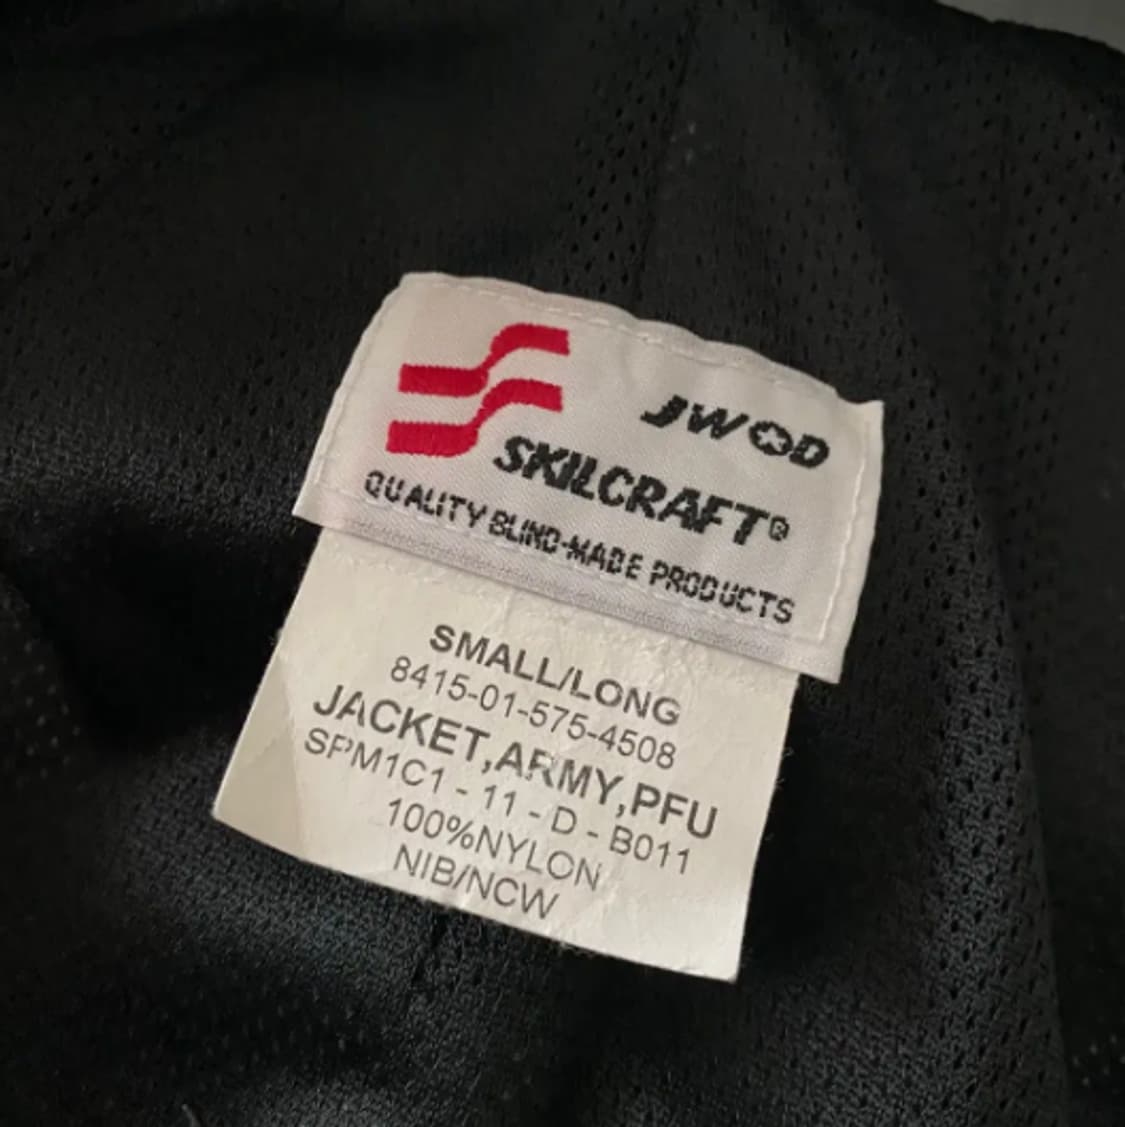 JWOD
SKILCRAFT®
QUALITY BLIND-MADE PRODUCTS
SMALL/LONG
8415-01-575-4508
JACKET,ARMY,PFU
SPM1C1 - 11 - D - B011
100%NYLON
NIB/NCW